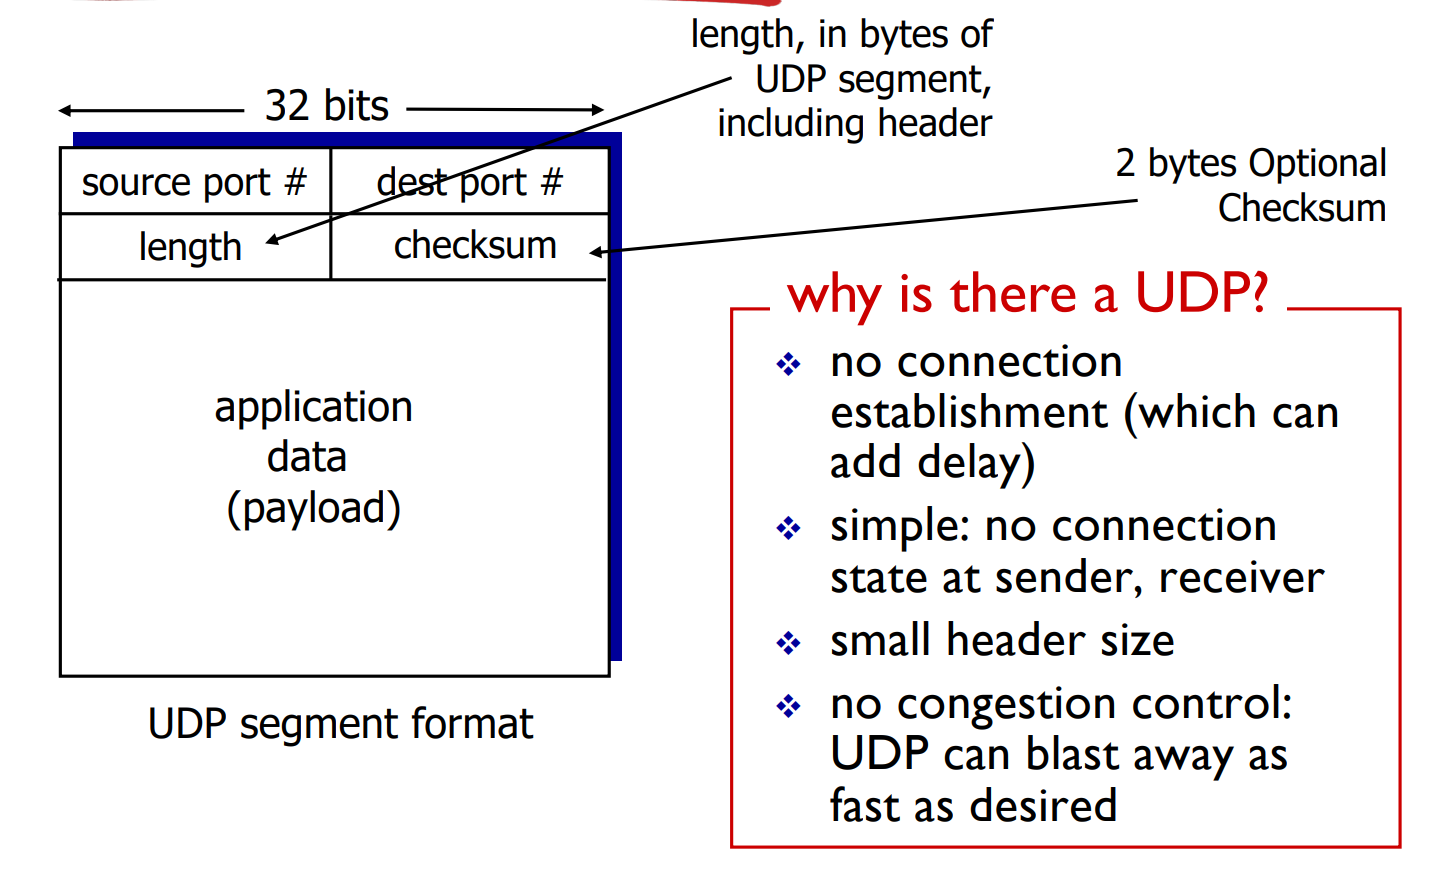 length, in bytes of
UDP segment,
including header
32 bits
2 bytes Optional
Checksum
source port #
dest port #
length
checksum
application
data
(payload)
UDP segment format
why is there a UDP?
no connection
establishment (which can
add delay)
simple: no connection
state at sender, receiver
small header size
no congestion control:
UDP can blast away as
fast as desired